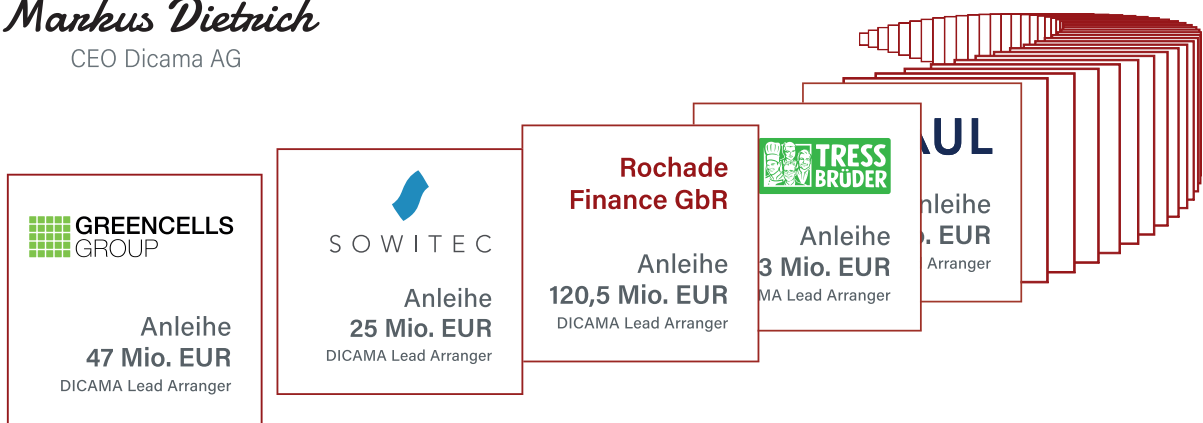 Markus Dietrich
CEO Dicama AG
GREENCELLS
GROUP
Anleihe
47 Mio. EUR
DICAMA Lead Arranger
SOWITEC
Anleihe
25 Mio. EUR
DICAMA Lead Arranger
Rochade
Finance GbR
Anleihe
120,5 Mio. EUR
DICAMA Lead Arranger
TRESS
BRÜDER
Anleihe
3 Mio. EUR
MA Lead Arranger
AUL
nleihe
. EUR
Arranger